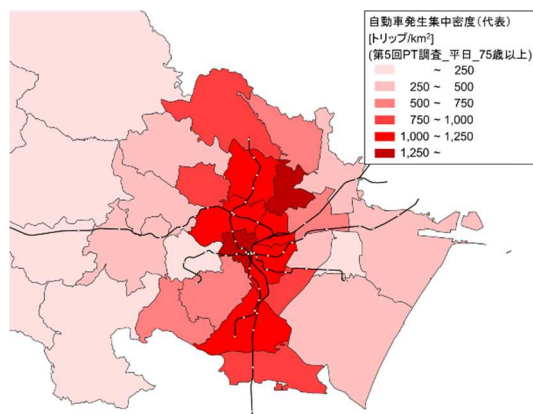 自動車発生集中密度（代表）
[トリップ/km²]
(第5回PT調査_平日_75歳以上)
～ 250
250 ～ 500
500 ～ 750
750 ～ 1,000
1,000 ～ 1,250
1,250 ～